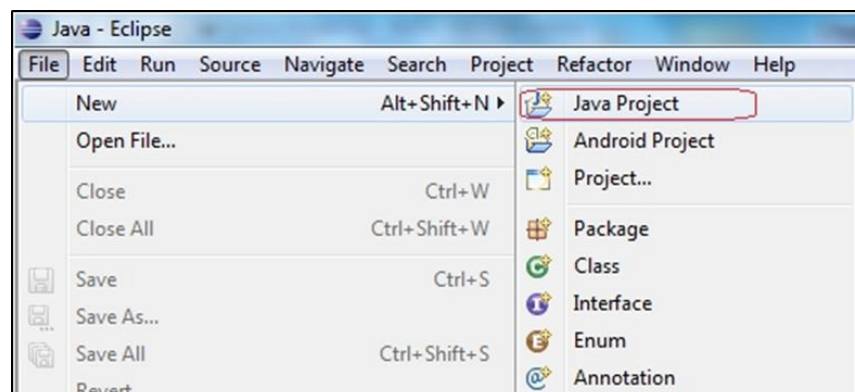 Java - Eclipse
File Edit Run Source Navigate Search Project Refactor Window Help
New Alt+Shift+N
Open File...
Close Ctrl+W
Close All Ctrl+Shift+W
Save Ctrl+S
Save As...
Save All Ctrl+Shift+S
Revert
Java Project
Android Project
Project...
Package
Class
Interface
Enum
Annotation